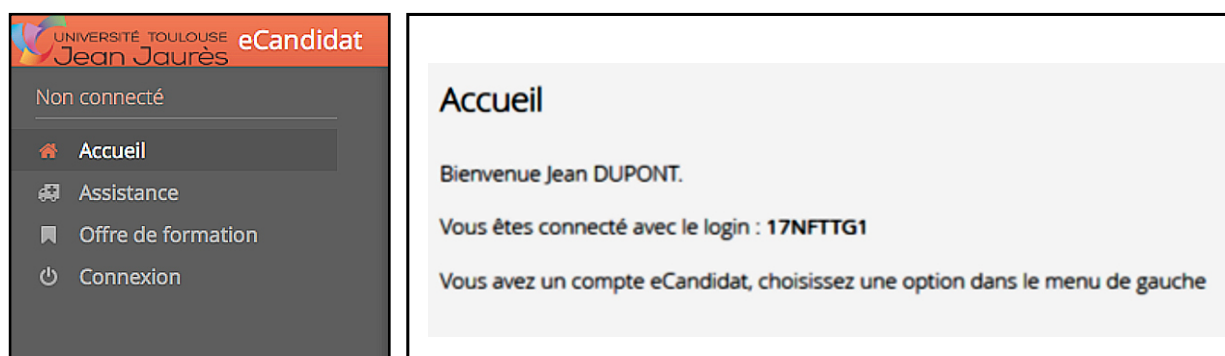 UNIVERSITÉ TOULOUSE
Jean Jaurès
eCandidat
Non connecté
Accueil
Assistance
Offre de formation
Connexion
Accueil
Bienvenue Jean DUPONT.
Vous êtes connecté avec le login : 17NFTTG1
Vous avez un compte eCandidat, choisissez une option dans le menu de gauche